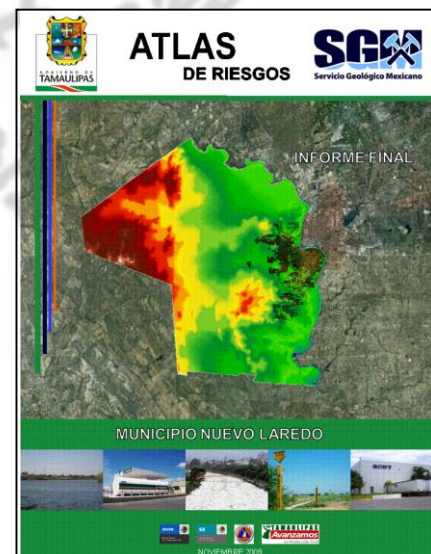 GOBIERNO DE
TAMAULIPAS
ATLAS
DE RIESGOS
SGM
Servicio Geológico Mexicano
INFORME FINAL
MUNICIPIO NUEVO LAREDO
SONY
SE
TAMAULIPAS
Avanzamos
NOVIEMBRE 2009